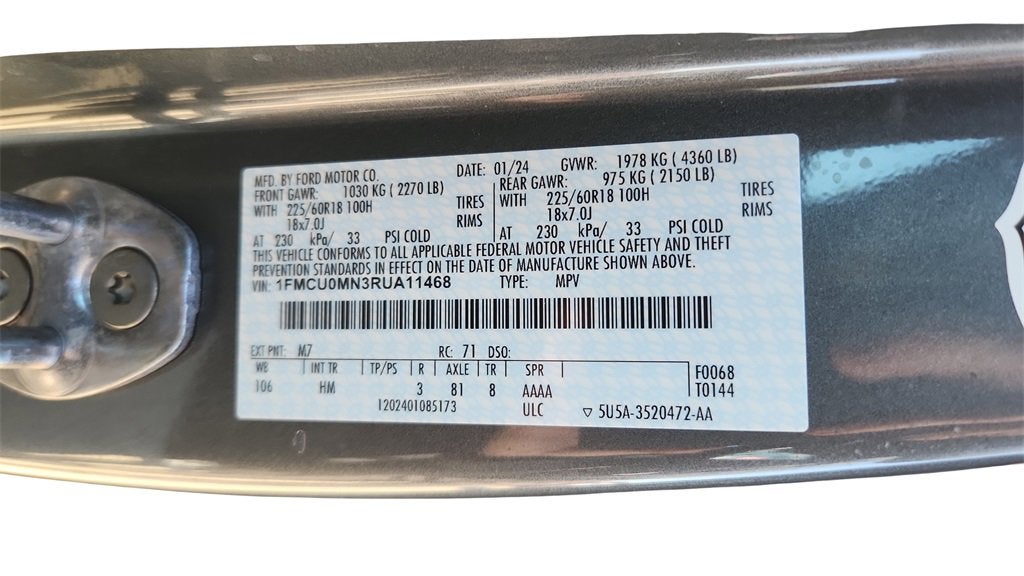 MFD. BY FORD MOTOR CO. DATE: 01/24 GVWR: 1978 KG ( 4360 LB)
FRONT GAWR: 1030 KG ( 2270 LB) REAR GAWR: 975 KG ( 2150 LB)
WITH 225/60R18 100H TIRES WITH 225/60R18 100H TIRES
18x7.0J RIMS 18x7.0J RIMS
AT 230 kPa/ 33 PSI COLD AT 230 kPa/ 33 PSI COLD
THIS VEHICLE CONFORMS TO ALL APPLICABLE FEDERAL MOTOR VEHICLE SAFETY AND THEFT
PREVENTION STANDARDS IN EFFECT ON THE DATE OF MANUFACTURE SHOWN ABOVE.
VIN: 1FMCU0MN3RUA11468 TYPE: MPV
EXT PNT: M7 RC: 71 DSO:
WB INT TR TP/PS R AXLE TR SPR F0068
106 HM 3 81 8 AAAA T0144
1202401085173 ULC ▽ 5U5A-3520472-AA